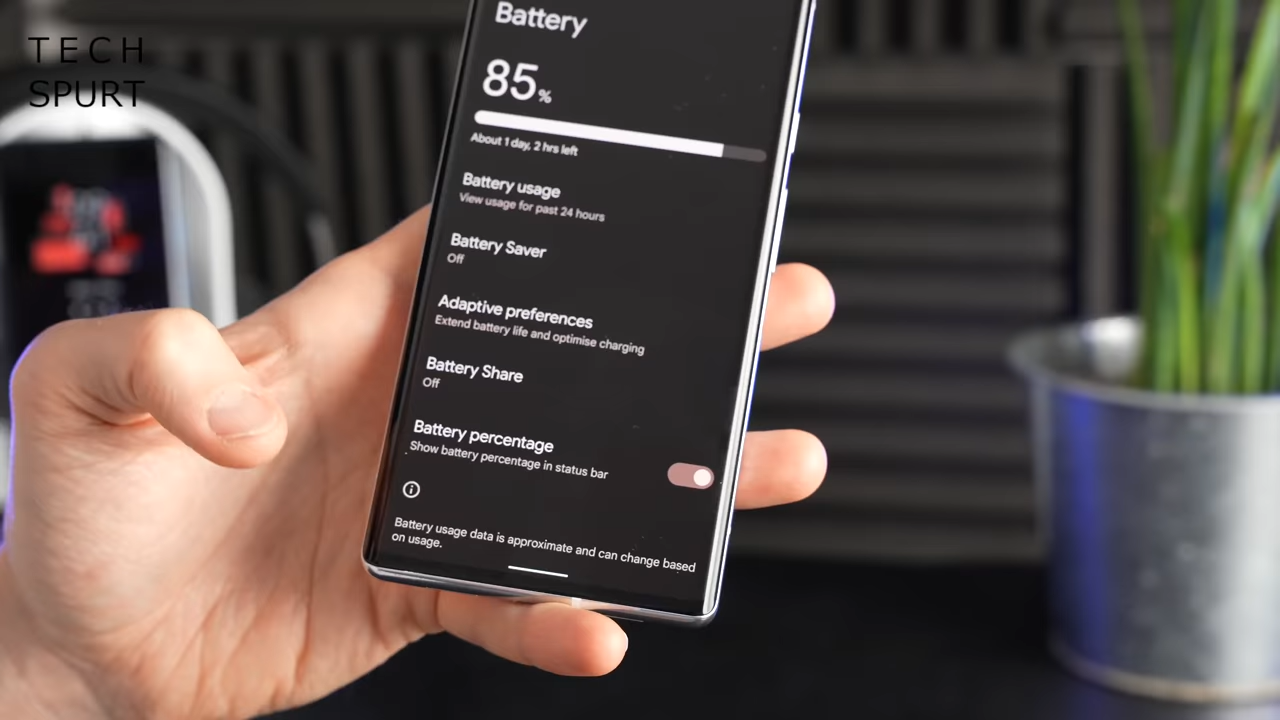 TECH
SPURT
Battery
85%
About 1 day, 2 hrs left
Battery usage
View usage for past 24 hours
Battery Saver
Off
Adaptive preferences
Extend battery life and optimise charging
Battery Share
Off
Battery percentage
Show battery percentage in status bar
Battery usage data is approximate and can change based
on usage.